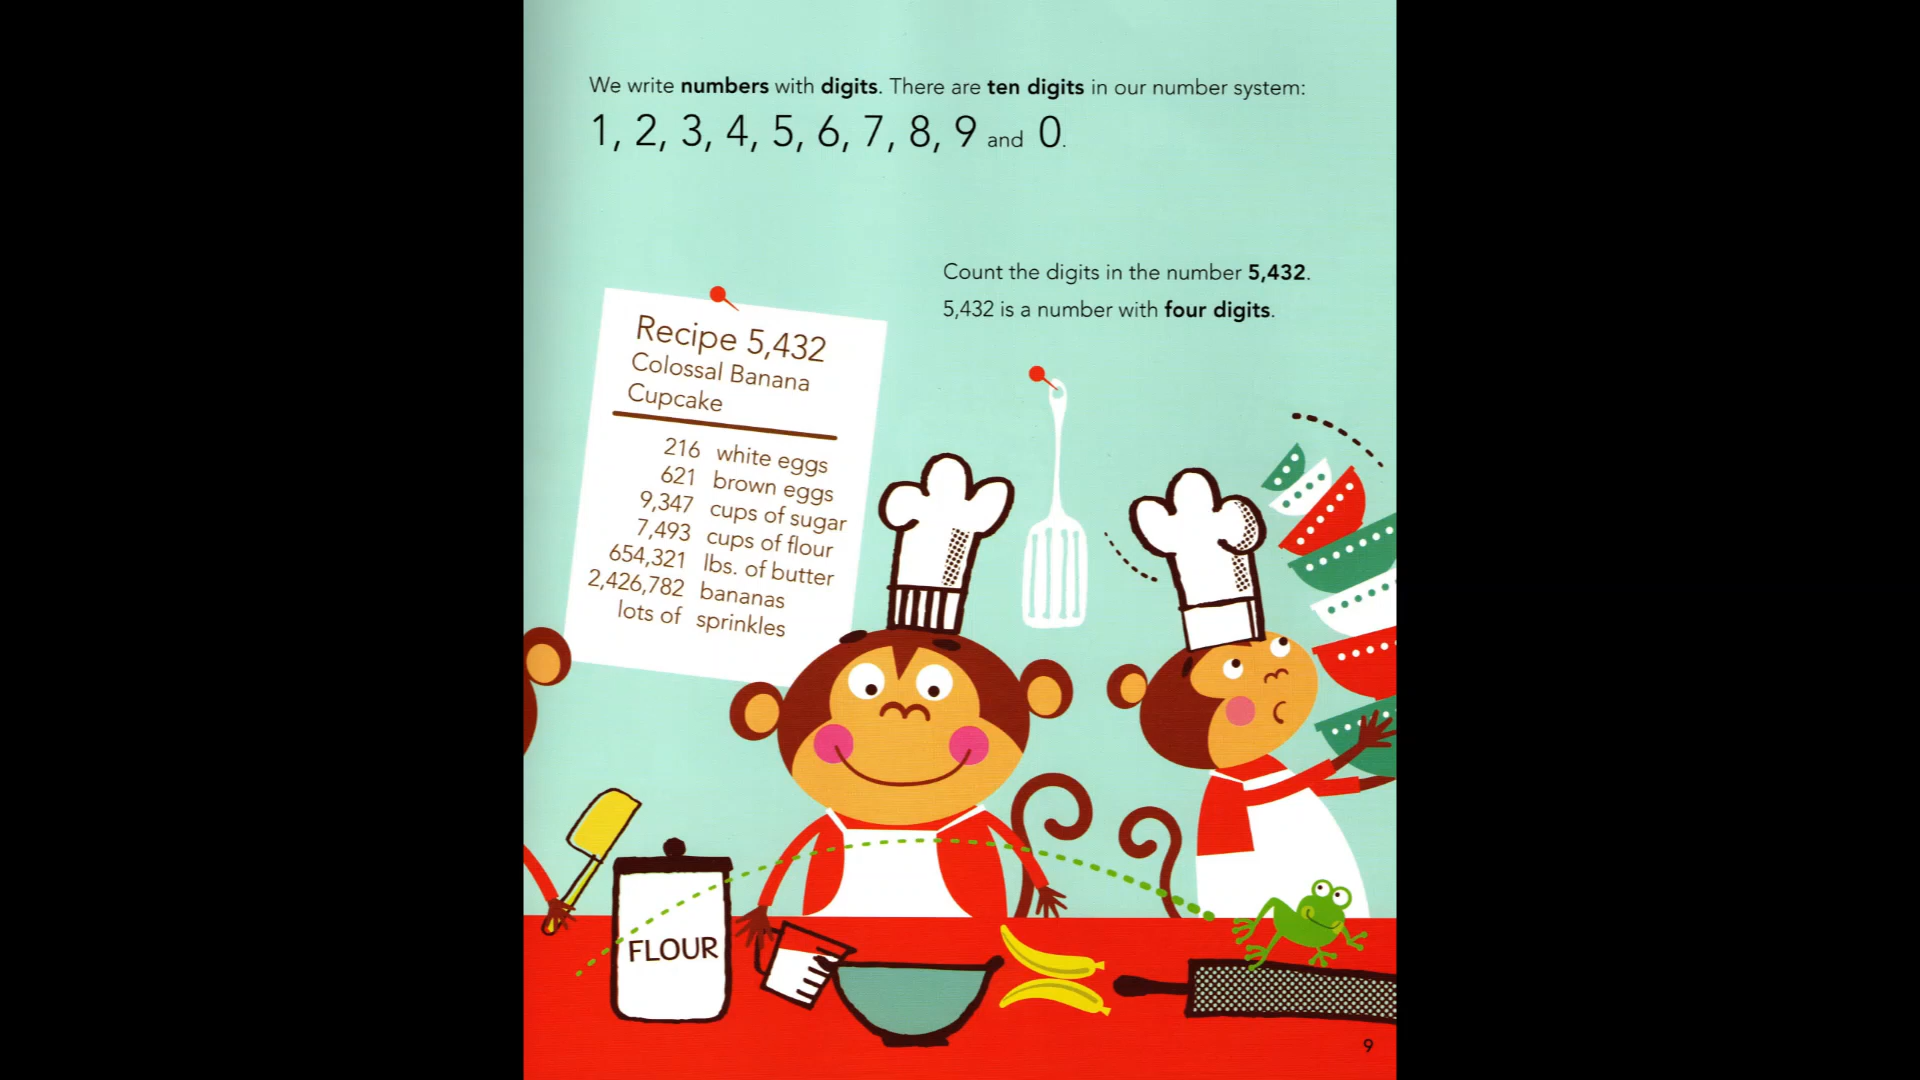 We write numbers with digits. There are ten digits in our number system:
1, 2, 3, 4, 5, 6, 7, 8, 9 and 0.
Count the digits in the number 5,432.
5,432 is a number with four digits.
Recipe 5,432
Colossal Banana
Cupcake
216 white eggs
621 brown eggs
9,347 cups of sugar
7,493 cups of flour
654,321 lbs. of butter
2,426,782 bananas
lots of sprinkles
FLOUR
9